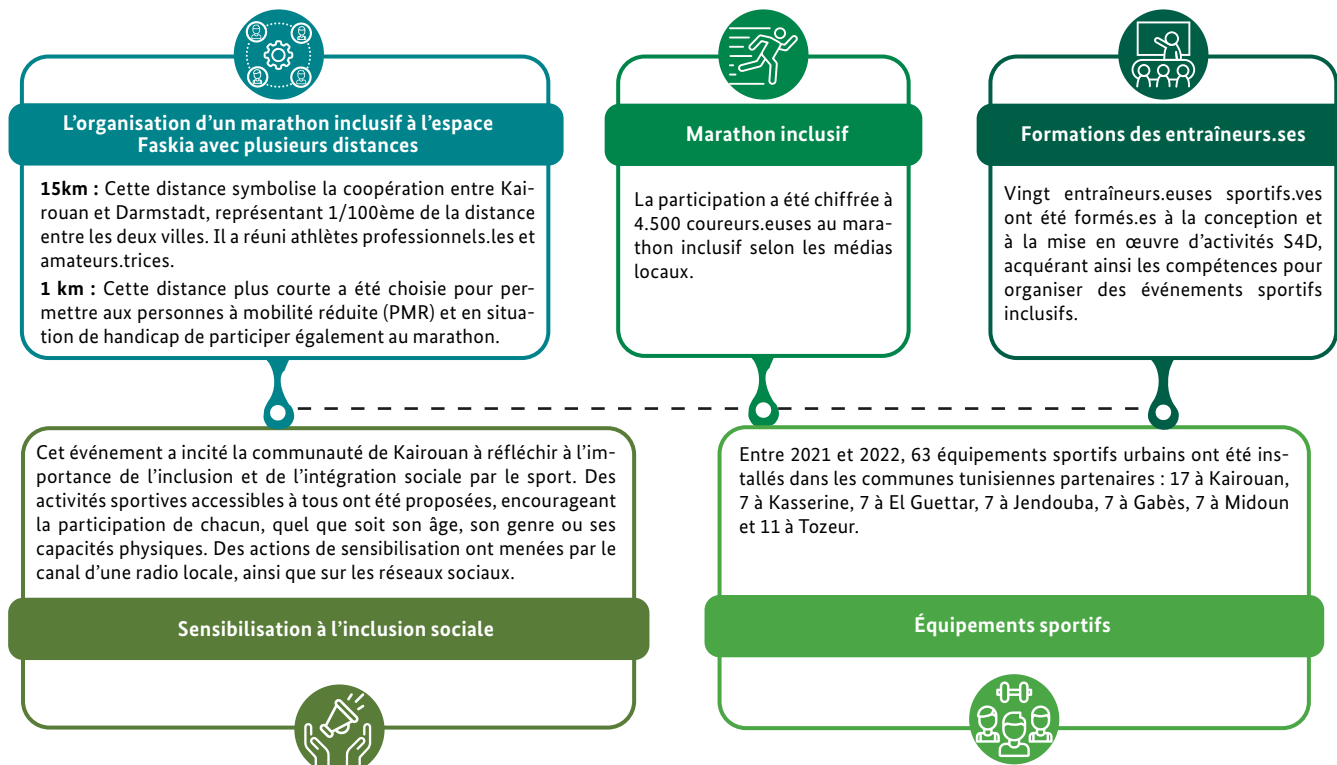 L'organisation d'un marathon inclusif à l'espace
Faskia avec plusieurs distances
15km : Cette distance symbolise la coopération entre Kai-
rouan et Darmstadt, représentant 1/100ème de la distance
entre les deux villes. Il a réuni athlètes professionnels.les et
amateurs.trices.
1 km : Cette distance plus courte a été choisie pour per-
mettre aux personnes à mobilité réduite (PMR) et en situa-
tion de handicap de participer également au marathon.
Marathon inclusif
La participation a été chiffrée à
4.500 coureurs.euses au mara-
thon inclusif selon les médias
locaux.
Formations des entraîneurs.ses
Vingt entraîneurs.euses sportifs.ves
ont été formés.es à la conception et
à la mise en œuvre d'activités S4D,
acquérant ainsi les compétences pour
organiser des événements sportifs
inclusifs.
Cet événement a incité la communauté de Kairouan à réfléchir à l'im-
portance de l'inclusion et de l'intégration sociale par le sport. Des
activités sportives accessibles à tous ont été proposées, encourageant
la participation de chacun, quel que soit son âge, son genre ou ses
capacités physiques. Des actions de sensibilisation ont menées par le
canal d'une radio locale, ainsi que sur les réseaux sociaux.
Sensibilisation à l'inclusion sociale
Entre 2021 et 2022, 63 équipements sportifs urbains ont été ins-
tallés dans les communes tunisiennes partenaires : 17 à Kairouan,
7 à Kasserine, 7 à El Guettar, 7 à Jendouba, 7 à Gabès, 7 à Midoun
et 11 à Tozeur.
Équipements sportifs